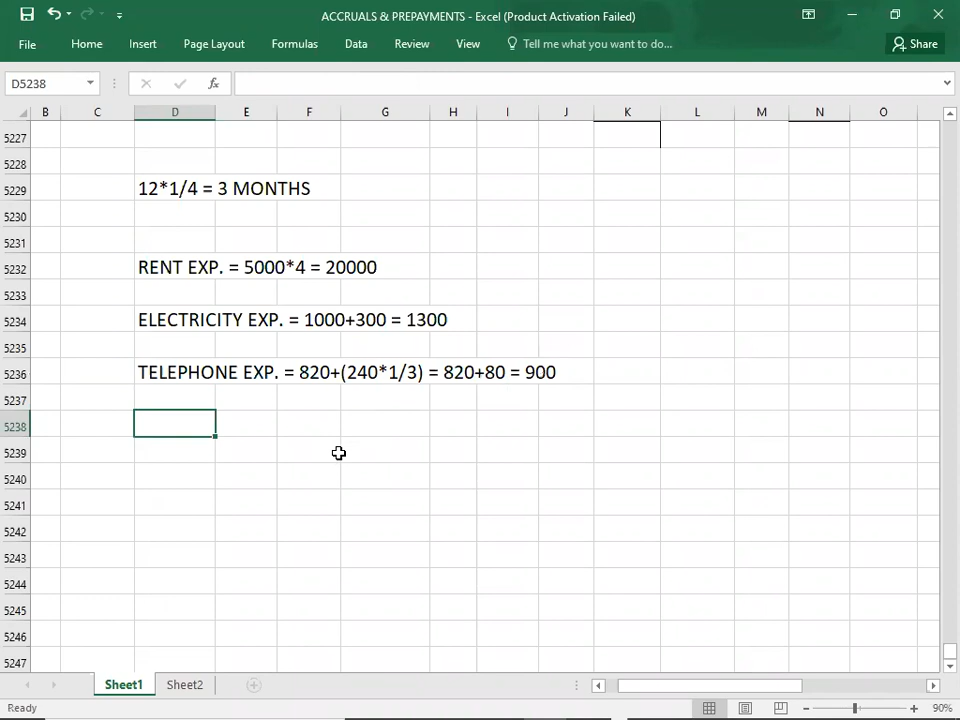 ACCRUALS & PREPAYMENTS - Excel (Product Activation Failed)
File Home Insert Page Layout Formulas Data Review View Tell me what you want to do... Share
D5238 fx
B C D E F G H I J K L M N O
5227
5228
5229 12*1/4 = 3 MONTHS
5230
5231
5232 RENT EXP. = 5000*4 = 20000
5233
5234 ELECTRICITY EXP. = 1000+300 = 1300
5235
5236 TELEPHONE EXP. = 820+(240*1/3) = 820+80 = 900
5237
5238
5239
5240
5241
5242
5243
5244
5245
5246
5247
Sheet1 Sheet2
Ready 90%